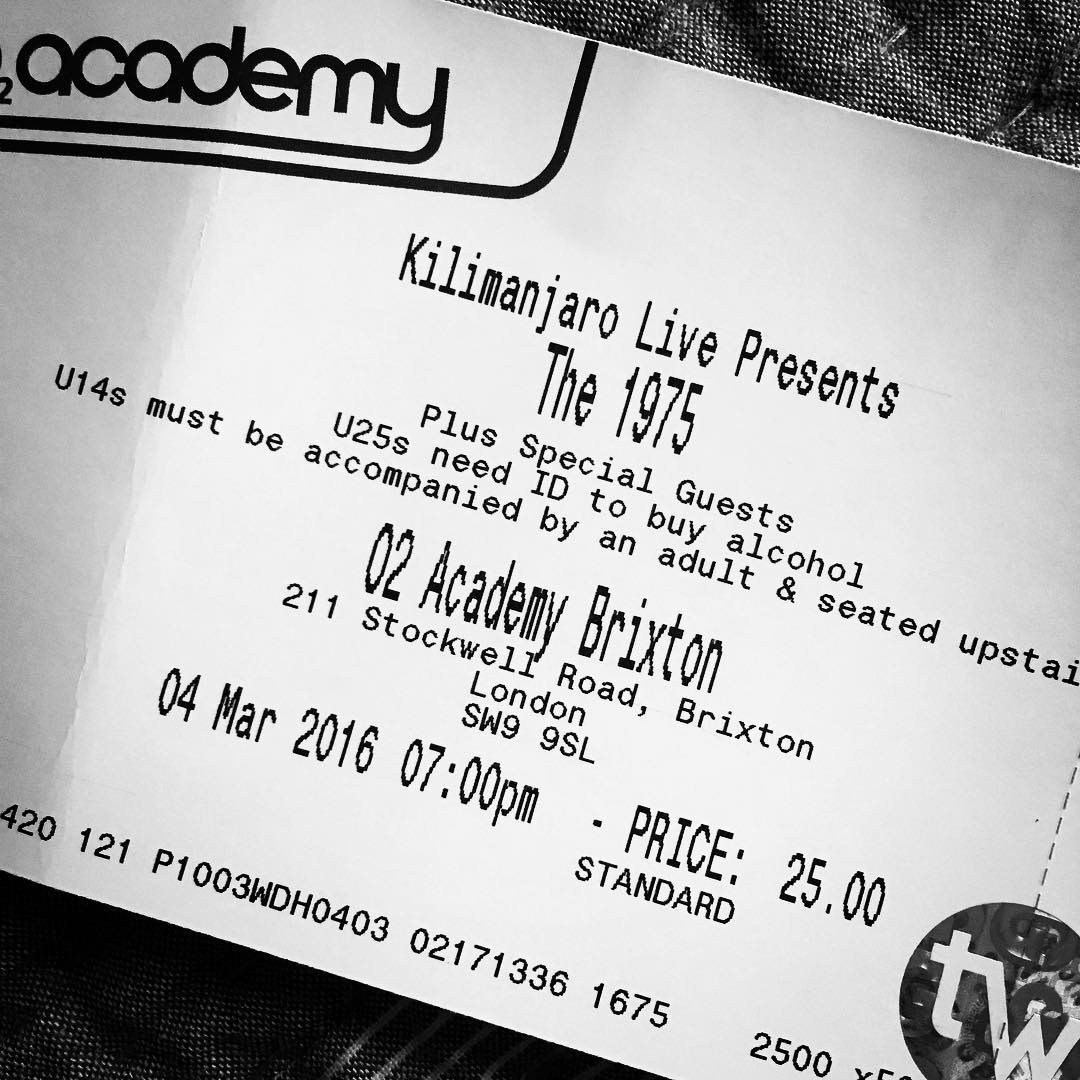 O2 academy
Kilimanjaro Live Presents
The 1975
Plus Special Guests
U25s need ID to buy alcohol
U14s must be accompanied by an adult & seated upstai
O2 Academy Brixton
211 Stockwell Road, Brixton
London
SW9 9SL
04 Mar 2016 07:00pm - PRICE: 25.00
STANDARD
420 121 P1003WDH0403 02171336 1675 2500
tw